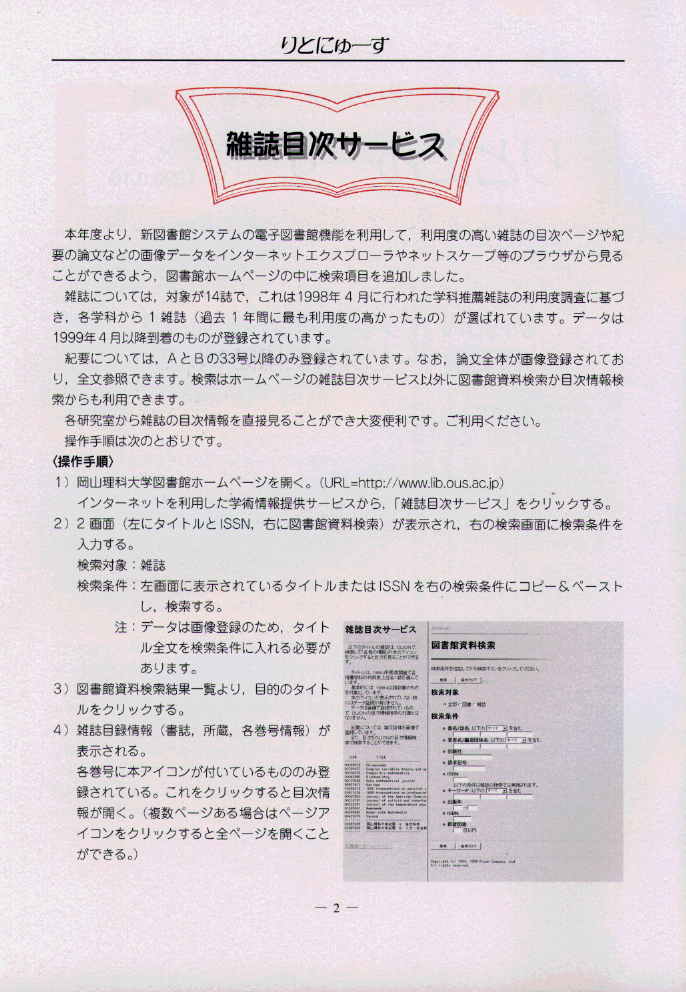 りとにゅーす
雑誌目次サービス
本年度より，新図書館システムの電子図書館機能を利用して，利用度の高い雑誌の目次ページや紀
要の論文などの画像データをインターネットエクスプローラやネットスケープ等のブラウザから見る
ことができるよう，図書館ホームページの中に検索項目を追加しました。
雑誌については，対象が14誌で，これは1998年４月に行われた学科推薦雑誌の利用度調査に基づ
き，各学科から１雑誌（過去１年間に最も利用度の高かったもの）が選ばれています。データは
1999年４月以降到着のものが登録されています。
紀要については，ＡとＢの33号以降のみ登録されています。なお，論文全体が画像登録されてお
り，全文参照できます。検索はホームページの雑誌目次サービス以外に図書館資料検索か目次情報検
索からも利用できます。
各研究室から雑誌の目次情報を直接見ることができ大変便利です。ご利用ください。
操作手順は次のとおりです。
〈操作手順〉
１）岡山理科大学図書館ホームページを開く。（URL=http://www.lib.ous.ac.jp）
インターネットを利用した学術情報提供サービスから，「雑誌目次サービス」をクリックする。
２）２画面（左にタイトルとISSN，右に図書館資料検索）が表示され，右の検索画面に検索条件を
入力する。
検索対象：雑誌
検索条件：左画面に表示されているタイトルまたはISSNを右の検索条件にコピー＆ペースト
し，検索する。
注：データは画像登録のため，タイト
ル全文を検索条件に入れる必要が
あります。
３）図書館資料検索結果一覧より，目的のタイト
ルをクリックする。
４）雑誌目録情報（書誌，所蔵，各巻号情報）が
表示される。
各巻号に本アイコンが付いているもののみ登
録されている。これをクリックすると目次情
報が開く。（複数ページある場合はページア
イコンをクリックすると全ページを開くこと
ができる。）
雑誌目次サービス
図書館資料検索
検索対象
検索条件
ISSN
ISBN
― 2 ―